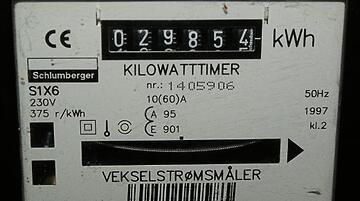 CE 029854 kWh
Schlumberger
KILOWATTTIMER
S1X6 nr.: 1405906
230V 10(60)A 50Hz
375 r/kWh A 95 1997
E 901 kl.2
VEKSELSTRØMSMÅLER